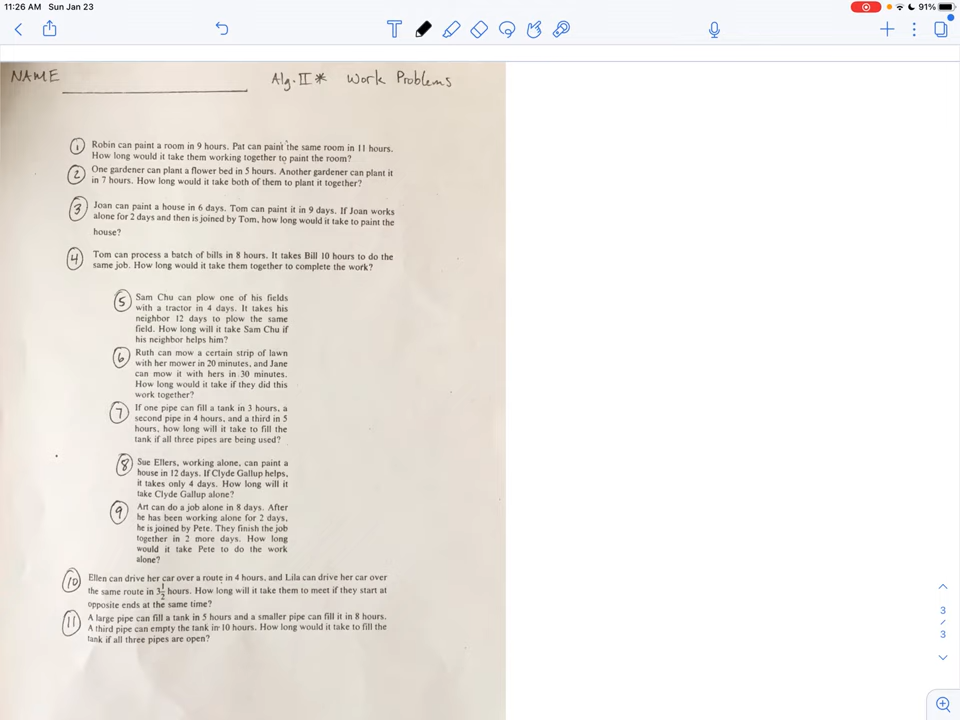 11:26 AM Sun Jan 23
91%
NAME
Alg. II * Work Problems
1 Robin can paint a room in 9 hours. Pat can paint the same room in 11 hours.
How long would it take them working together to paint the room?
2 One gardener can plant a flower bed in 5 hours. Another gardener can plant it
in 7 hours. How long would it take both of them to plant it together?
3 Joan can paint a house in 6 days. Tom can paint it in 9 days. If Joan works
alone for 2 days and then is joined by Tom, how long would it take to paint the
house?
4 Tom can process a batch of bills in 8 hours. It takes Bill 10 hours to do the
same job. How long would it take them together to complete the work?
5 Sam Chu can plow one of his fields
with a tractor in 4 days. It takes his
neighbor 12 days to plow the same
field. How long will it take Sam Chu if
his neighbor helps him?
6 Ruth can mow a certain strip of lawn
with her mower in 20 minutes, and Jane
can mow it with hers in 30 minutes.
How long would it take if they did this
work together?
7 If one pipe can fill a tank in 3 hours, a
second pipe in 4 hours, and a third in 5
hours, how long will it take to fill the
tank if all three pipes are being used?
8 Sue Ellers, working alone, can paint a
house in 12 days. If Clyde Gallup helps,
it takes only 4 days. How long will it
take Clyde Gallup alone?
9 Art can do a job alone in 8 days. After
he has been working alone for 2 days,
he is joined by Pete. They finish the job
together in 2 more days. How long
would it take Pete to do the work
alone?
10 Ellen can drive her car over a route in 4 hours, and Lila can drive her car over
the same route in 3½ hours. How long will it take them to meet if they start at
opposite ends at the same time?
11 A large pipe can fill a tank in 5 hours and a smaller pipe can fill it in 8 hours.
A third pipe can empty the tank in 10 hours. How long would it take to fill the
tank if all three pipes are open?
3
/
3